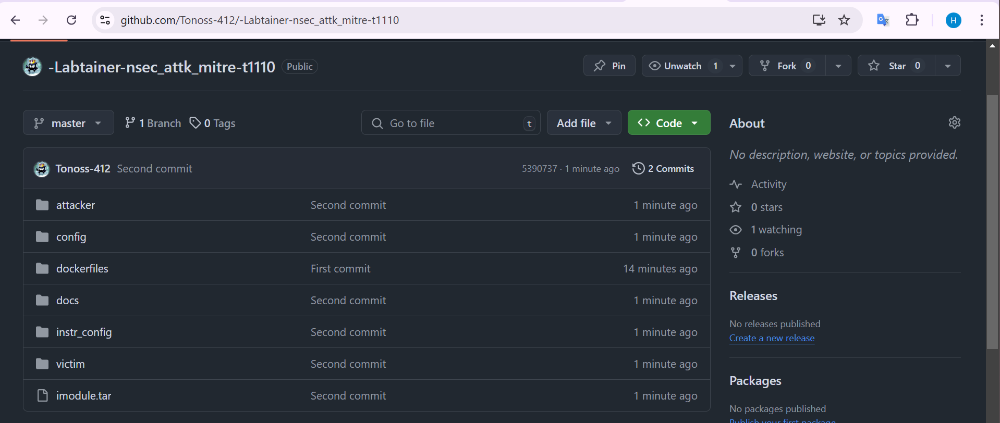 github.com/Tonoss-412/-Labtainer-nsec_attk_mitre-t1110
H
-Labtainer-nsec_attk_mitre-t1110 Public
Pin
Unwatch 1
Fork 0
Star 0
master
1 Branch
0 Tags
Go to file t
Add file
Code
Tonoss-412 Second commit 5390737 · 1 minute ago 2 Commits
attacker Second commit 1 minute ago
config Second commit 1 minute ago
dockerfiles First commit 14 minutes ago
docs Second commit 1 minute ago
instr_config Second commit 1 minute ago
victim Second commit 1 minute ago
imodule.tar Second commit 1 minute ago
About
No description, website, or topics provided.
Activity
0 stars
1 watching
0 forks
Releases
No releases published
Create a new release
Packages
No packages published
Publish your first package